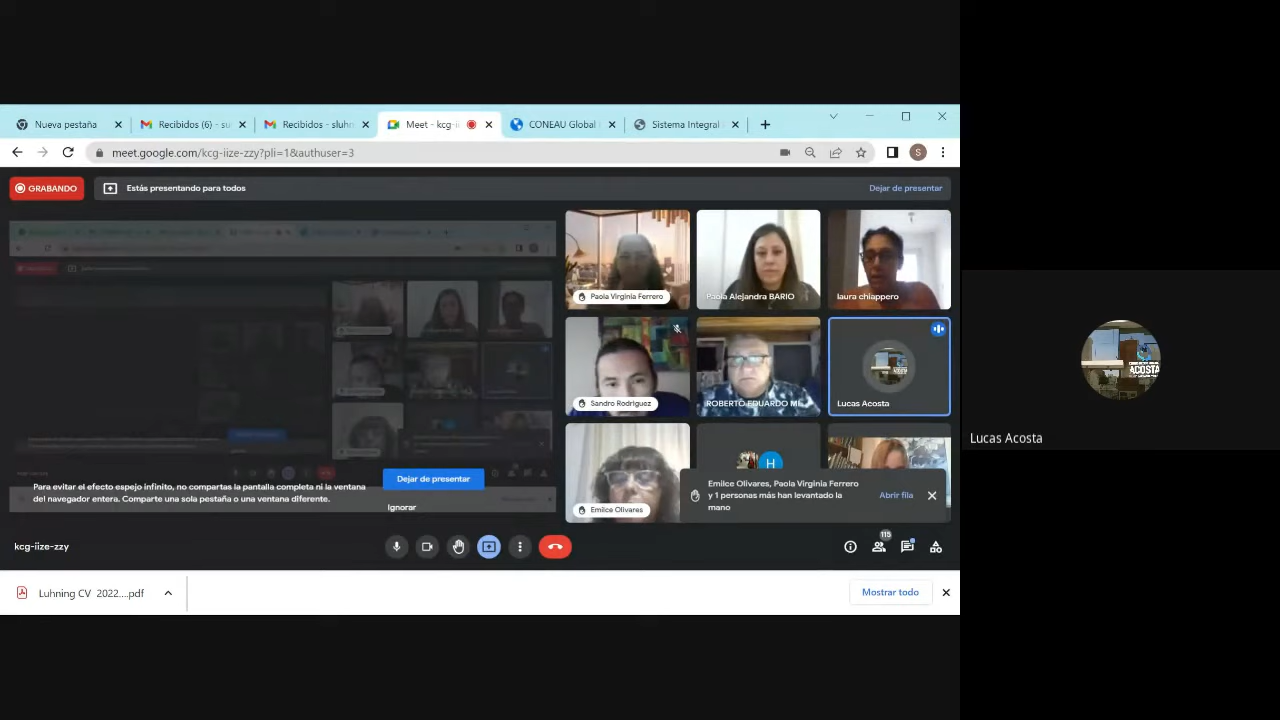 Nueva pestaña
Recibidos (6) - su
Recibidos - sluhn
Meet - kcg-ii
CONEAU Global
Sistema Integral
meet.google.com/kcg-iize-zzy?pli=1&authuser=3
S
GRABANDO
Estás presentando para todos
Dejar de presentar
Paola Virginia Ferrero
Paola Alejandra BARIO
laura chiappero
Sandro Rodriguez
ROBERTO EDUARDO MI...
Lucas Acosta
Emilce Olivares
H
Emilce Olivares, Paola Virginia Ferrero
y 1 personas más han levantado la
mano
Abrir fila
Para evitar el efecto espejo infinito, no compartas la pantalla completa ni la ventana
del navegador entera. Comparte una sola pestaña o una ventana diferente.
Dejar de presentar
Ignorar
kcg-iize-zzy
115
Luhning CV 2022....pdf
Mostrar todo
ACOSTA
Lucas Acosta